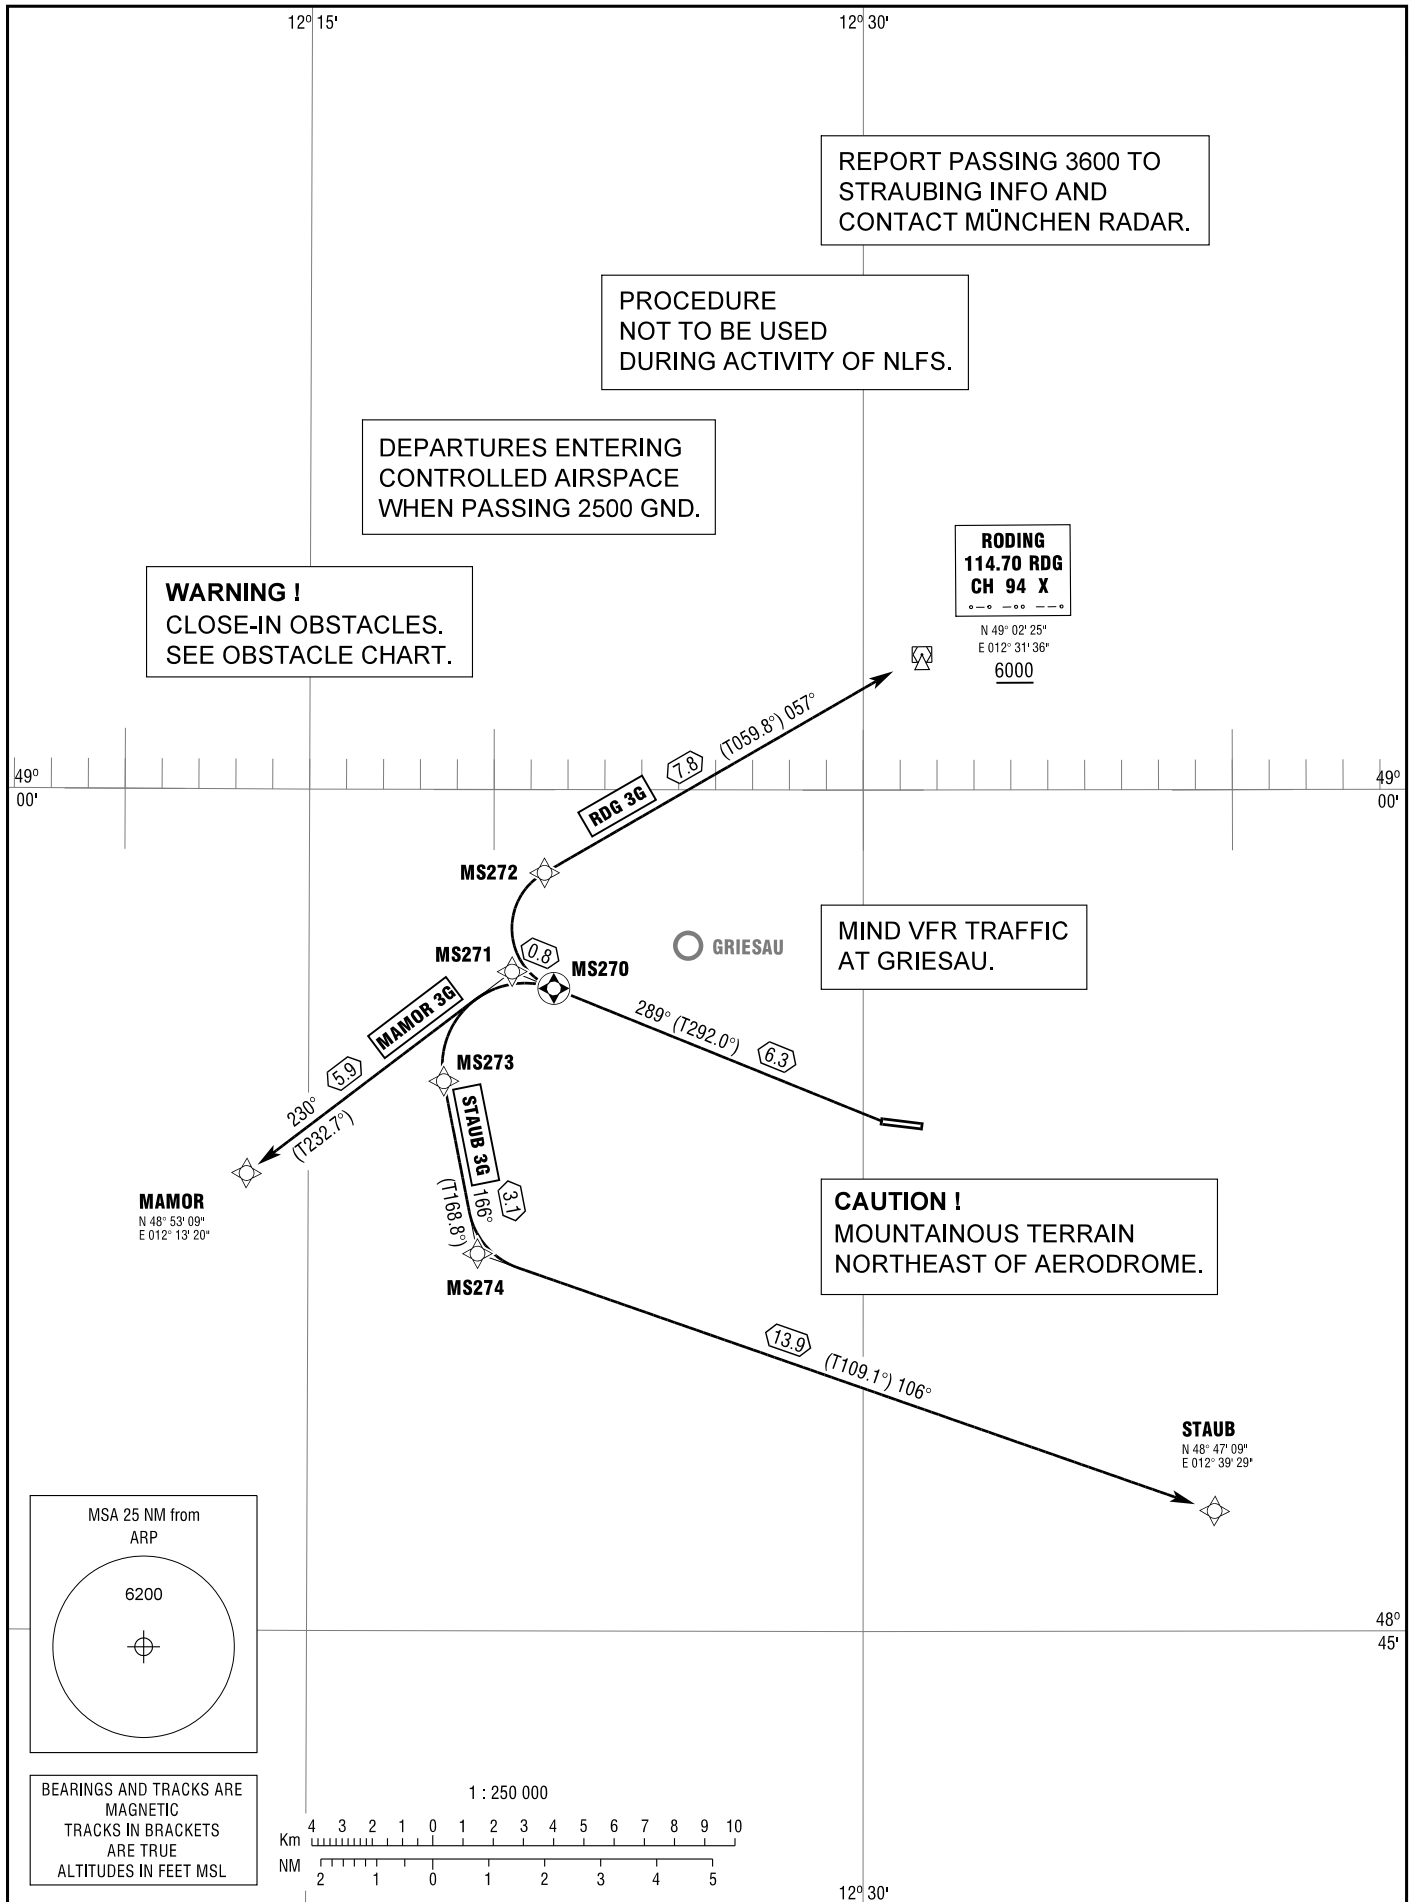 12º 15'
12º 30'
REPORT PASSING 3600 TO
STRAUBING INFO AND
CONTACT MÜNCHEN RADAR.
PROCEDURE
NOT TO BE USED
DURING ACTIVITY OF NLFS.
DEPARTURES ENTERING
CONTROLLED AIRSPACE
WHEN PASSING 2500 GND.
RODING
114.70 RDG
CH 94 X
N 49° 02' 25"
E 012° 31' 36"
6000
WARNING !
CLOSE-IN OBSTACLES.
SEE OBSTACLE CHART.
RDG 3G
7.8
(T059.8°) 057°
49º
00'
49º
00'
MS272
GRIESAU
MIND VFR TRAFFIC
AT GRIESAU.
MS271
0.8
MS270
289° (T292.0°)
6.3
MAMOR 3G
5.9
230°
(T232.7°)
MS273
STAUB 3G
166°
(T168.8°)
3.1
MAMOR
N 48° 53' 09"
E 012° 13' 20"
MS274
CAUTION !
MOUNTAINOUS TERRAIN
NORTHEAST OF AERODROME.
13.9
(T109.1°) 106°
STAUB
N 48° 47' 09"
E 012° 39' 29"
MSA 25 NM from
ARP
6200
48º
45'
BEARINGS AND TRACKS ARE
MAGNETIC
TRACKS IN BRACKETS
ARE TRUE
ALTITUDES IN FEET MSL
1 : 250 000
Km 4 3 2 1 0 1 2 3 4 5 6 7 8 9 10
NM 2 1 0 1 2 3 4 5
12º 30'